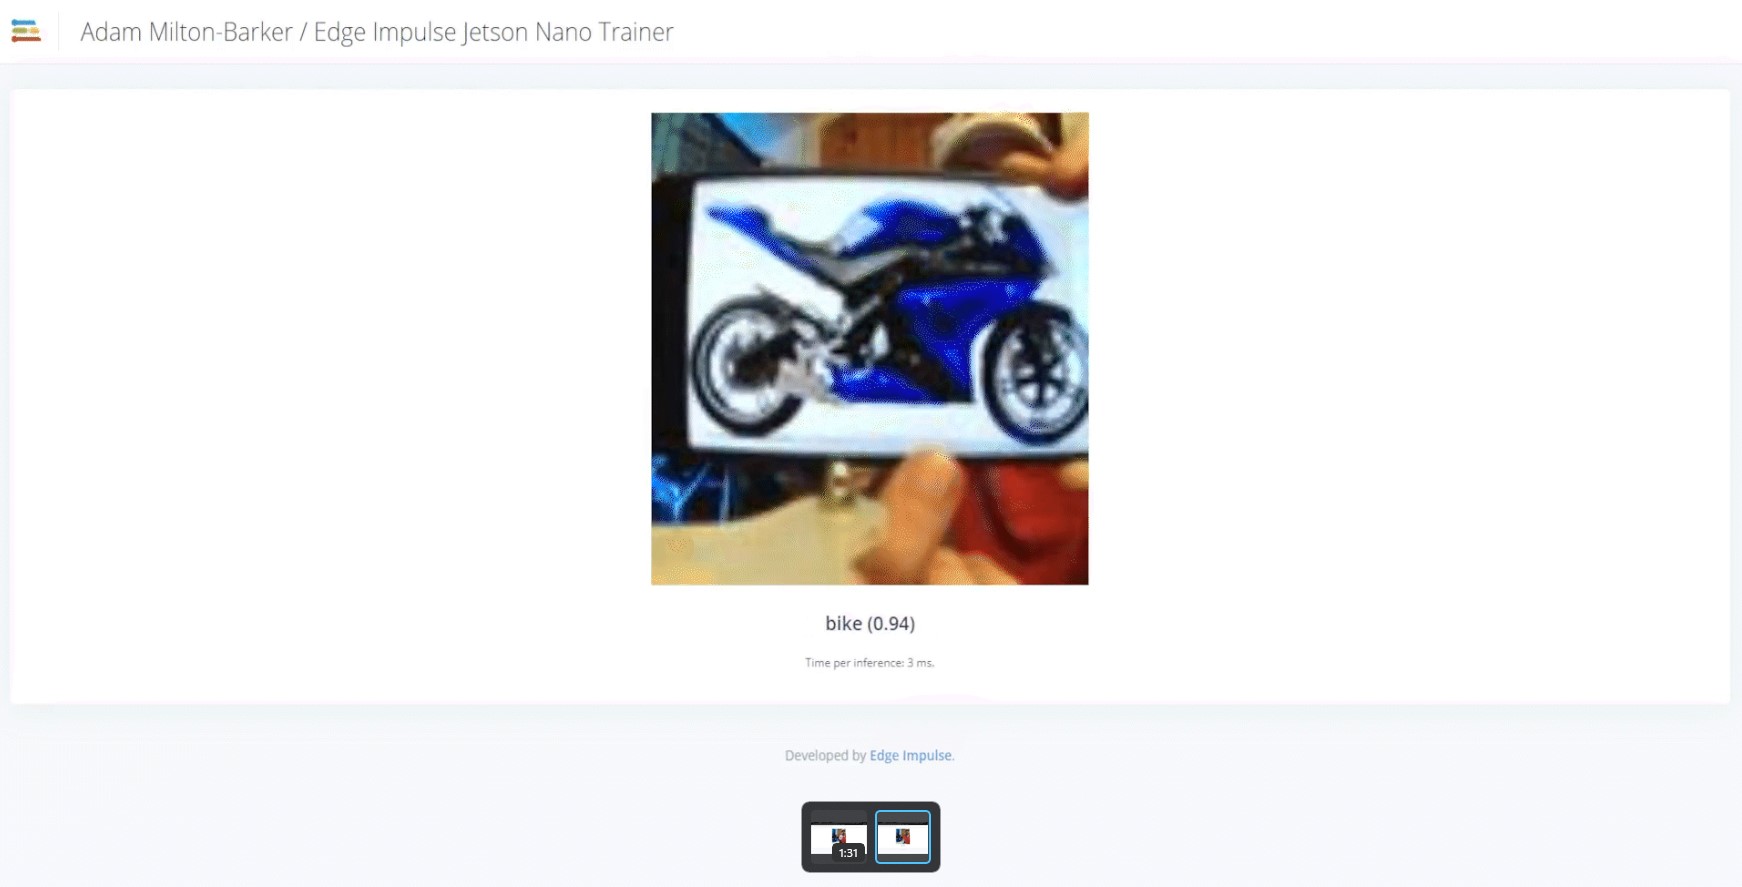 Adam Milton-Barker / Edge Impulse Jetson Nano Trainer
bike (0.94)
Time per inference: 3 ms.
Developed by Edge Impulse.
1:31